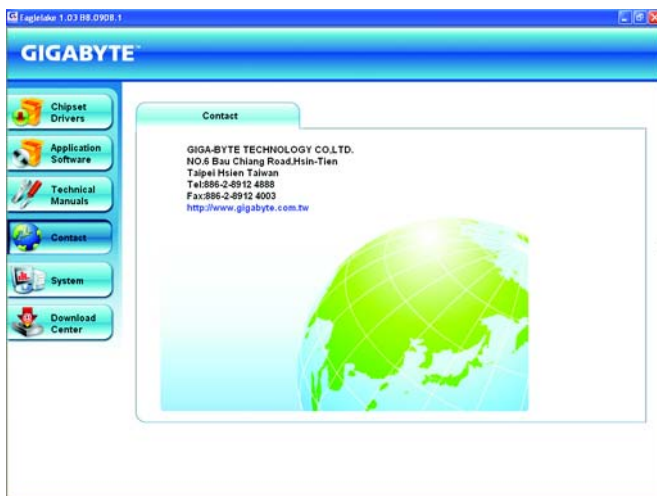 Eaglelake 1.03 B8.0908.1
GIGABYTE™
Chipset
Drivers
Application
Software
Technical
Manuals
Contact
System
Download
Center
Contact
GIGA-BYTE TECHNOLOGY CO,LTD.
NO.6 Bau Chiang Road,Hsin-Tien
Taipei Hsien Taiwan
Tel:886-2-8912 4888
Fax:886-2-8912 4003
http://www.gigabyte.com.tw